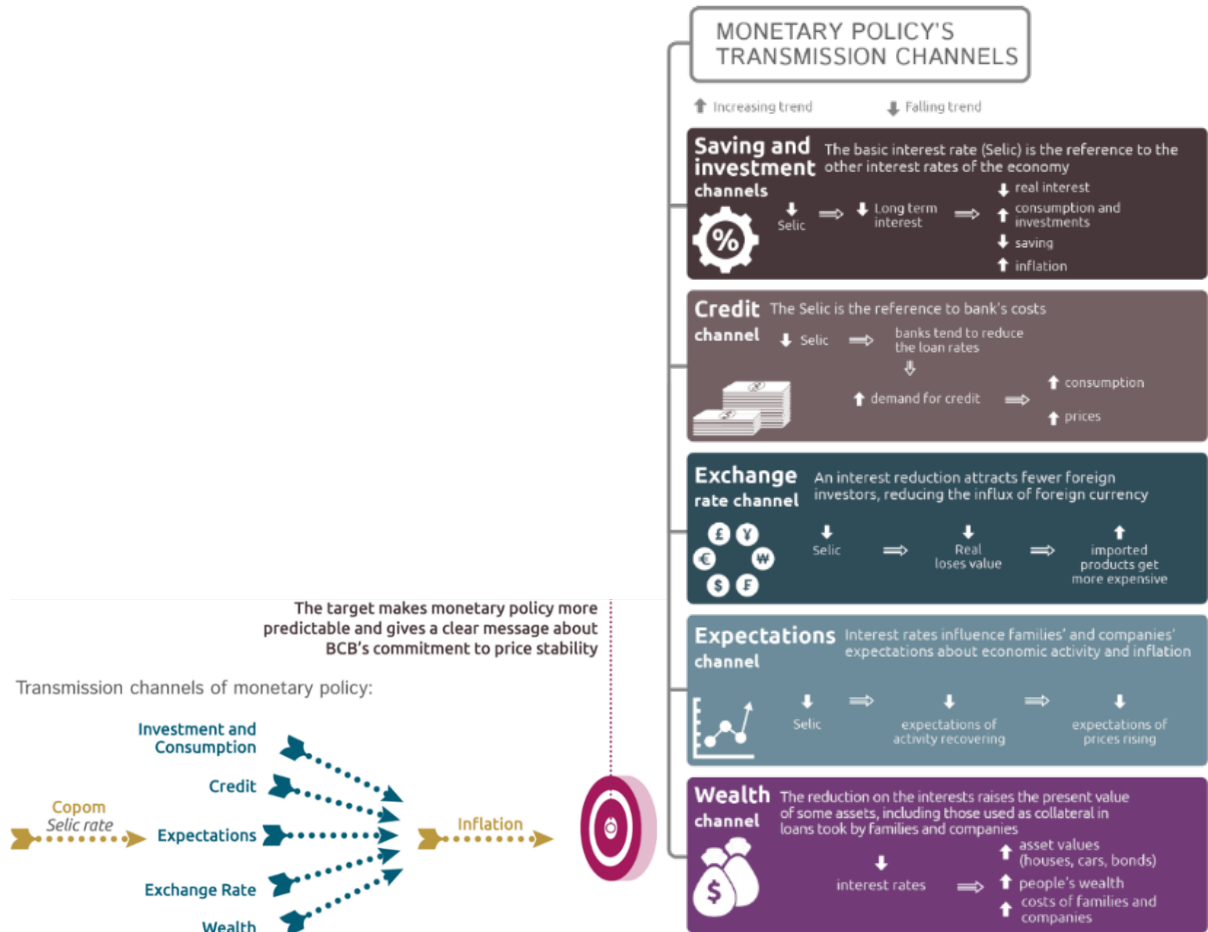 MONETARY POLICY'S
TRANSMISSION CHANNELS
Increasing trend
Falling trend
Saving and
investment
channels
The basic interest rate (Selic) is the reference to the
other interest rates of the economy
%
Selic
Long term
interest
real interest
consumption and
investments
saving
inflation
Credit
channel
The Selic is the reference to bank's costs
Selic
banks tend to reduce
the loan rates
demand for credit
consumption
prices
Exchange
rate channel
An interest reduction attracts fewer foreign
investors, reducing the influx of foreign currency
£ ¥
€ ₩
$ ₣
Selic
Real
loses value
imported
products get
more expensive
Expectations
channel
Interest rates influence families' and companies'
expectations about economic activity and inflation
Selic
expectations of
activity recovering
expectations of
prices rising
Wealth
channel
The reduction on the interests raises the present value
of some assets, including those used as collateral in
loans took by families and companies
$
interest rates
asset values
(houses, cars, bonds)
people's wealth
costs of families and
companies
The target makes monetary policy more
predictable and gives a clear message about
BCB's commitment to price stability
Transmission channels of monetary policy:
Copom
Selic rate
Investment and
Consumption
Credit
Expectations
Exchange Rate
Wealth
Inflation